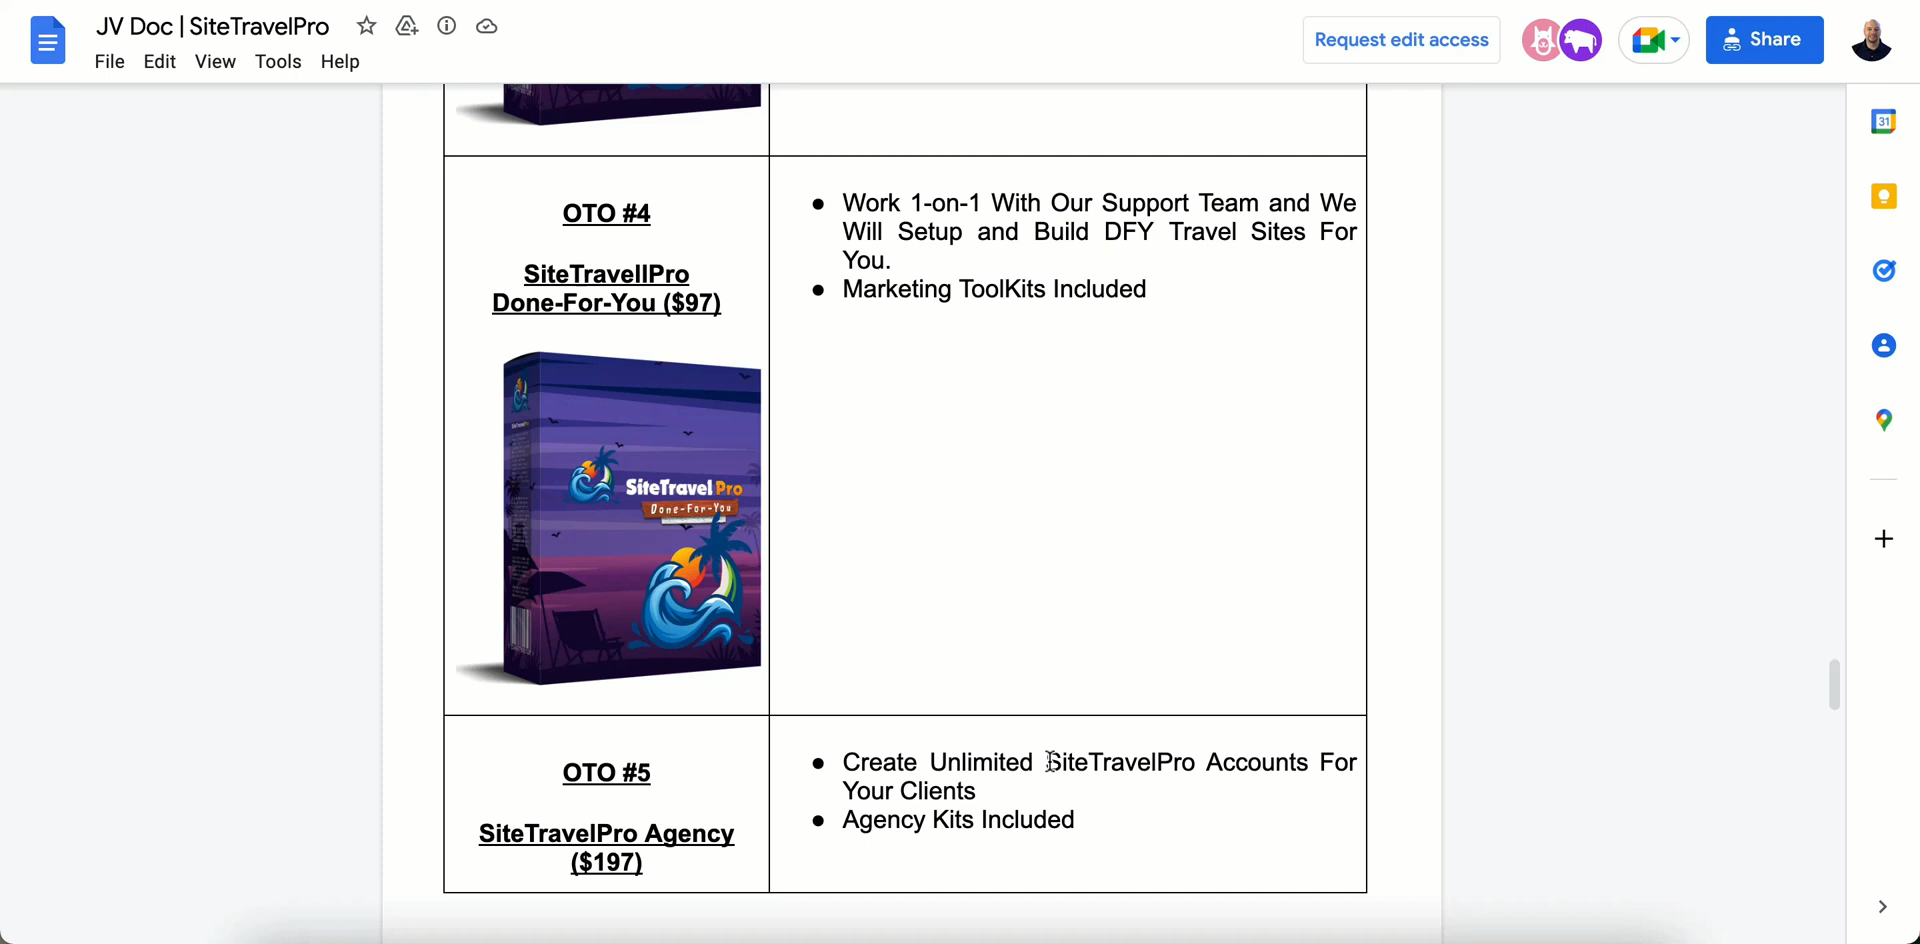 JV Doc | SiteTravelPro
File Edit View Tools Help
Request edit access
Share
31
OTO #4
SiteTravellPro
Done-For-You ($97)
● Work 1-on-1 With Our Support Team and We
Will Setup and Build DFY Travel Sites For
You.
● Marketing ToolKits Included
SiteTravel Pro
Done-For-You
OTO #5
SiteTravelPro Agency
($197)
● Create Unlimited SiteTravelPro Accounts For
Your Clients
● Agency Kits Included